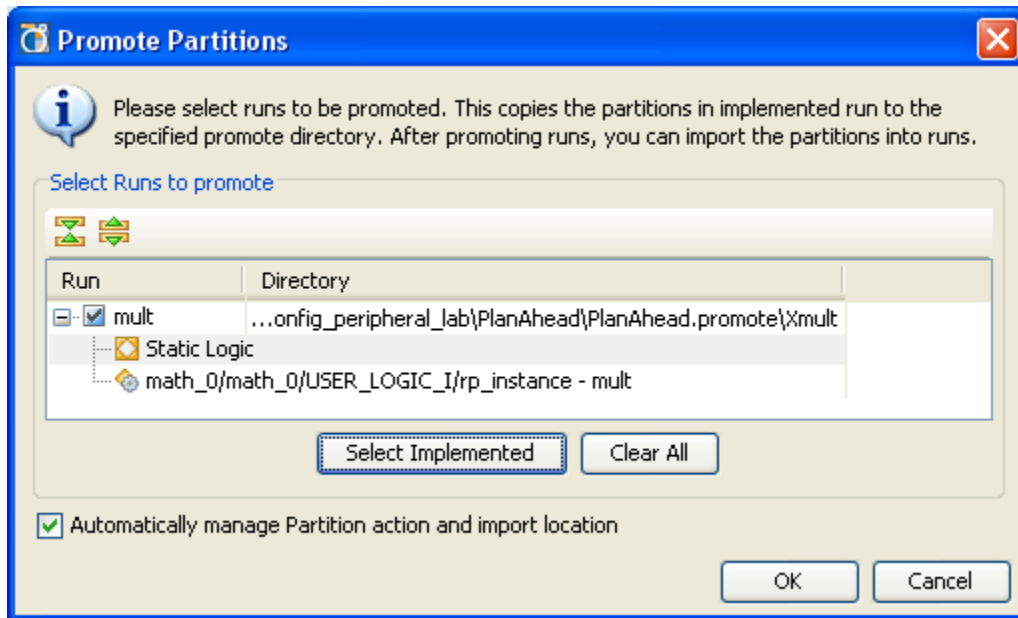 Promote Partitions
Please select runs to be promoted. This copies the partitions in implemented run to the
specified promote directory. After promoting runs, you can import the partitions into runs.
Select Runs to promote
Run Directory
mult ...onfig_peripheral_lab\PlanAhead\PlanAhead.promote\Xmult
Static Logic
math_0/math_0/USER_LOGIC_I/rp_instance - mult
Select Implemented Clear All
Automatically manage Partition action and import location
OK Cancel